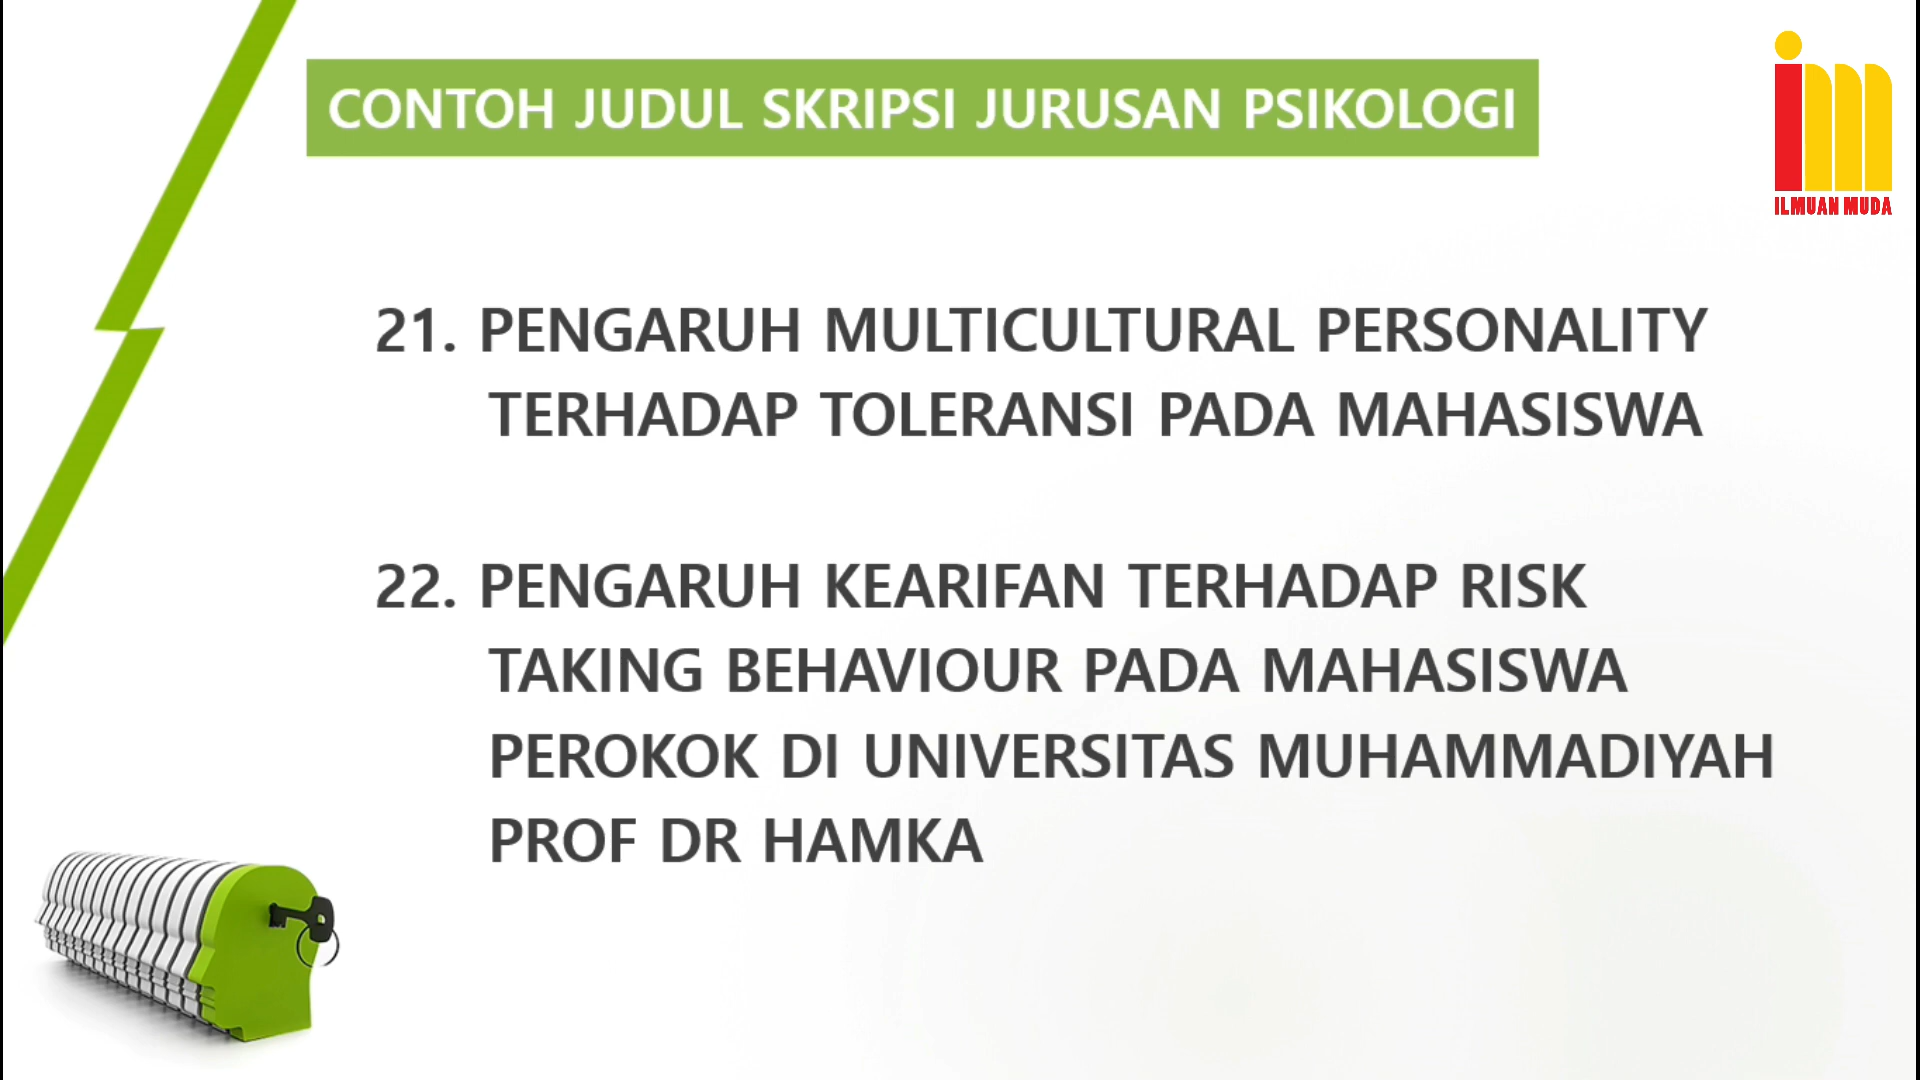 CONTOH JUDUL SKRIPSI JURUSAN PSIKOLOGI
ILMUAN MUDA
21. PENGARUH MULTICULTURAL PERSONALITY
TERHADAP TOLERANSI PADA MAHASISWA
22. PENGARUH KEARIFAN TERHADAP RISK
TAKING BEHAVIOUR PADA MAHASISWA
PEROKOK DI UNIVERSITAS MUHAMMADIYAH
PROF DR HAMKA